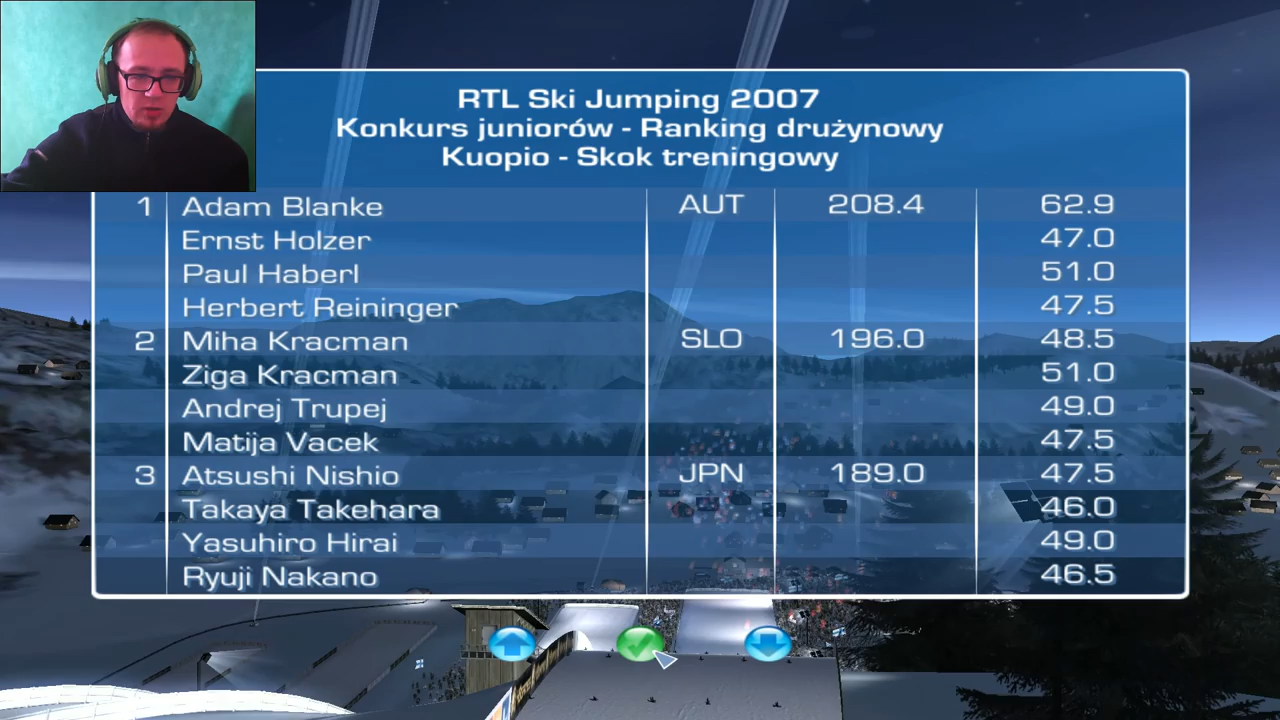 RTL Ski Jumping 2007
Konkurs juniorów - Ranking drużynowy
Kuopio - Skok treningowy
1 Adam Blanke AUT 208.4 62.9
Ernst Holzer 47.0
Paul Haberl 51.0
Herbert Reininger 47.5
2 Miha Kracman SLO 196.0 48.5
Ziga Kracman 51.0
Andrej Trupej 49.0
Matija Vacek 47.5
3 Atsushi Nishio JPN 189.0 47.5
Takaya Takehara 46.0
Yasuhiro Hirai 49.0
Ryuji Nakano 46.5